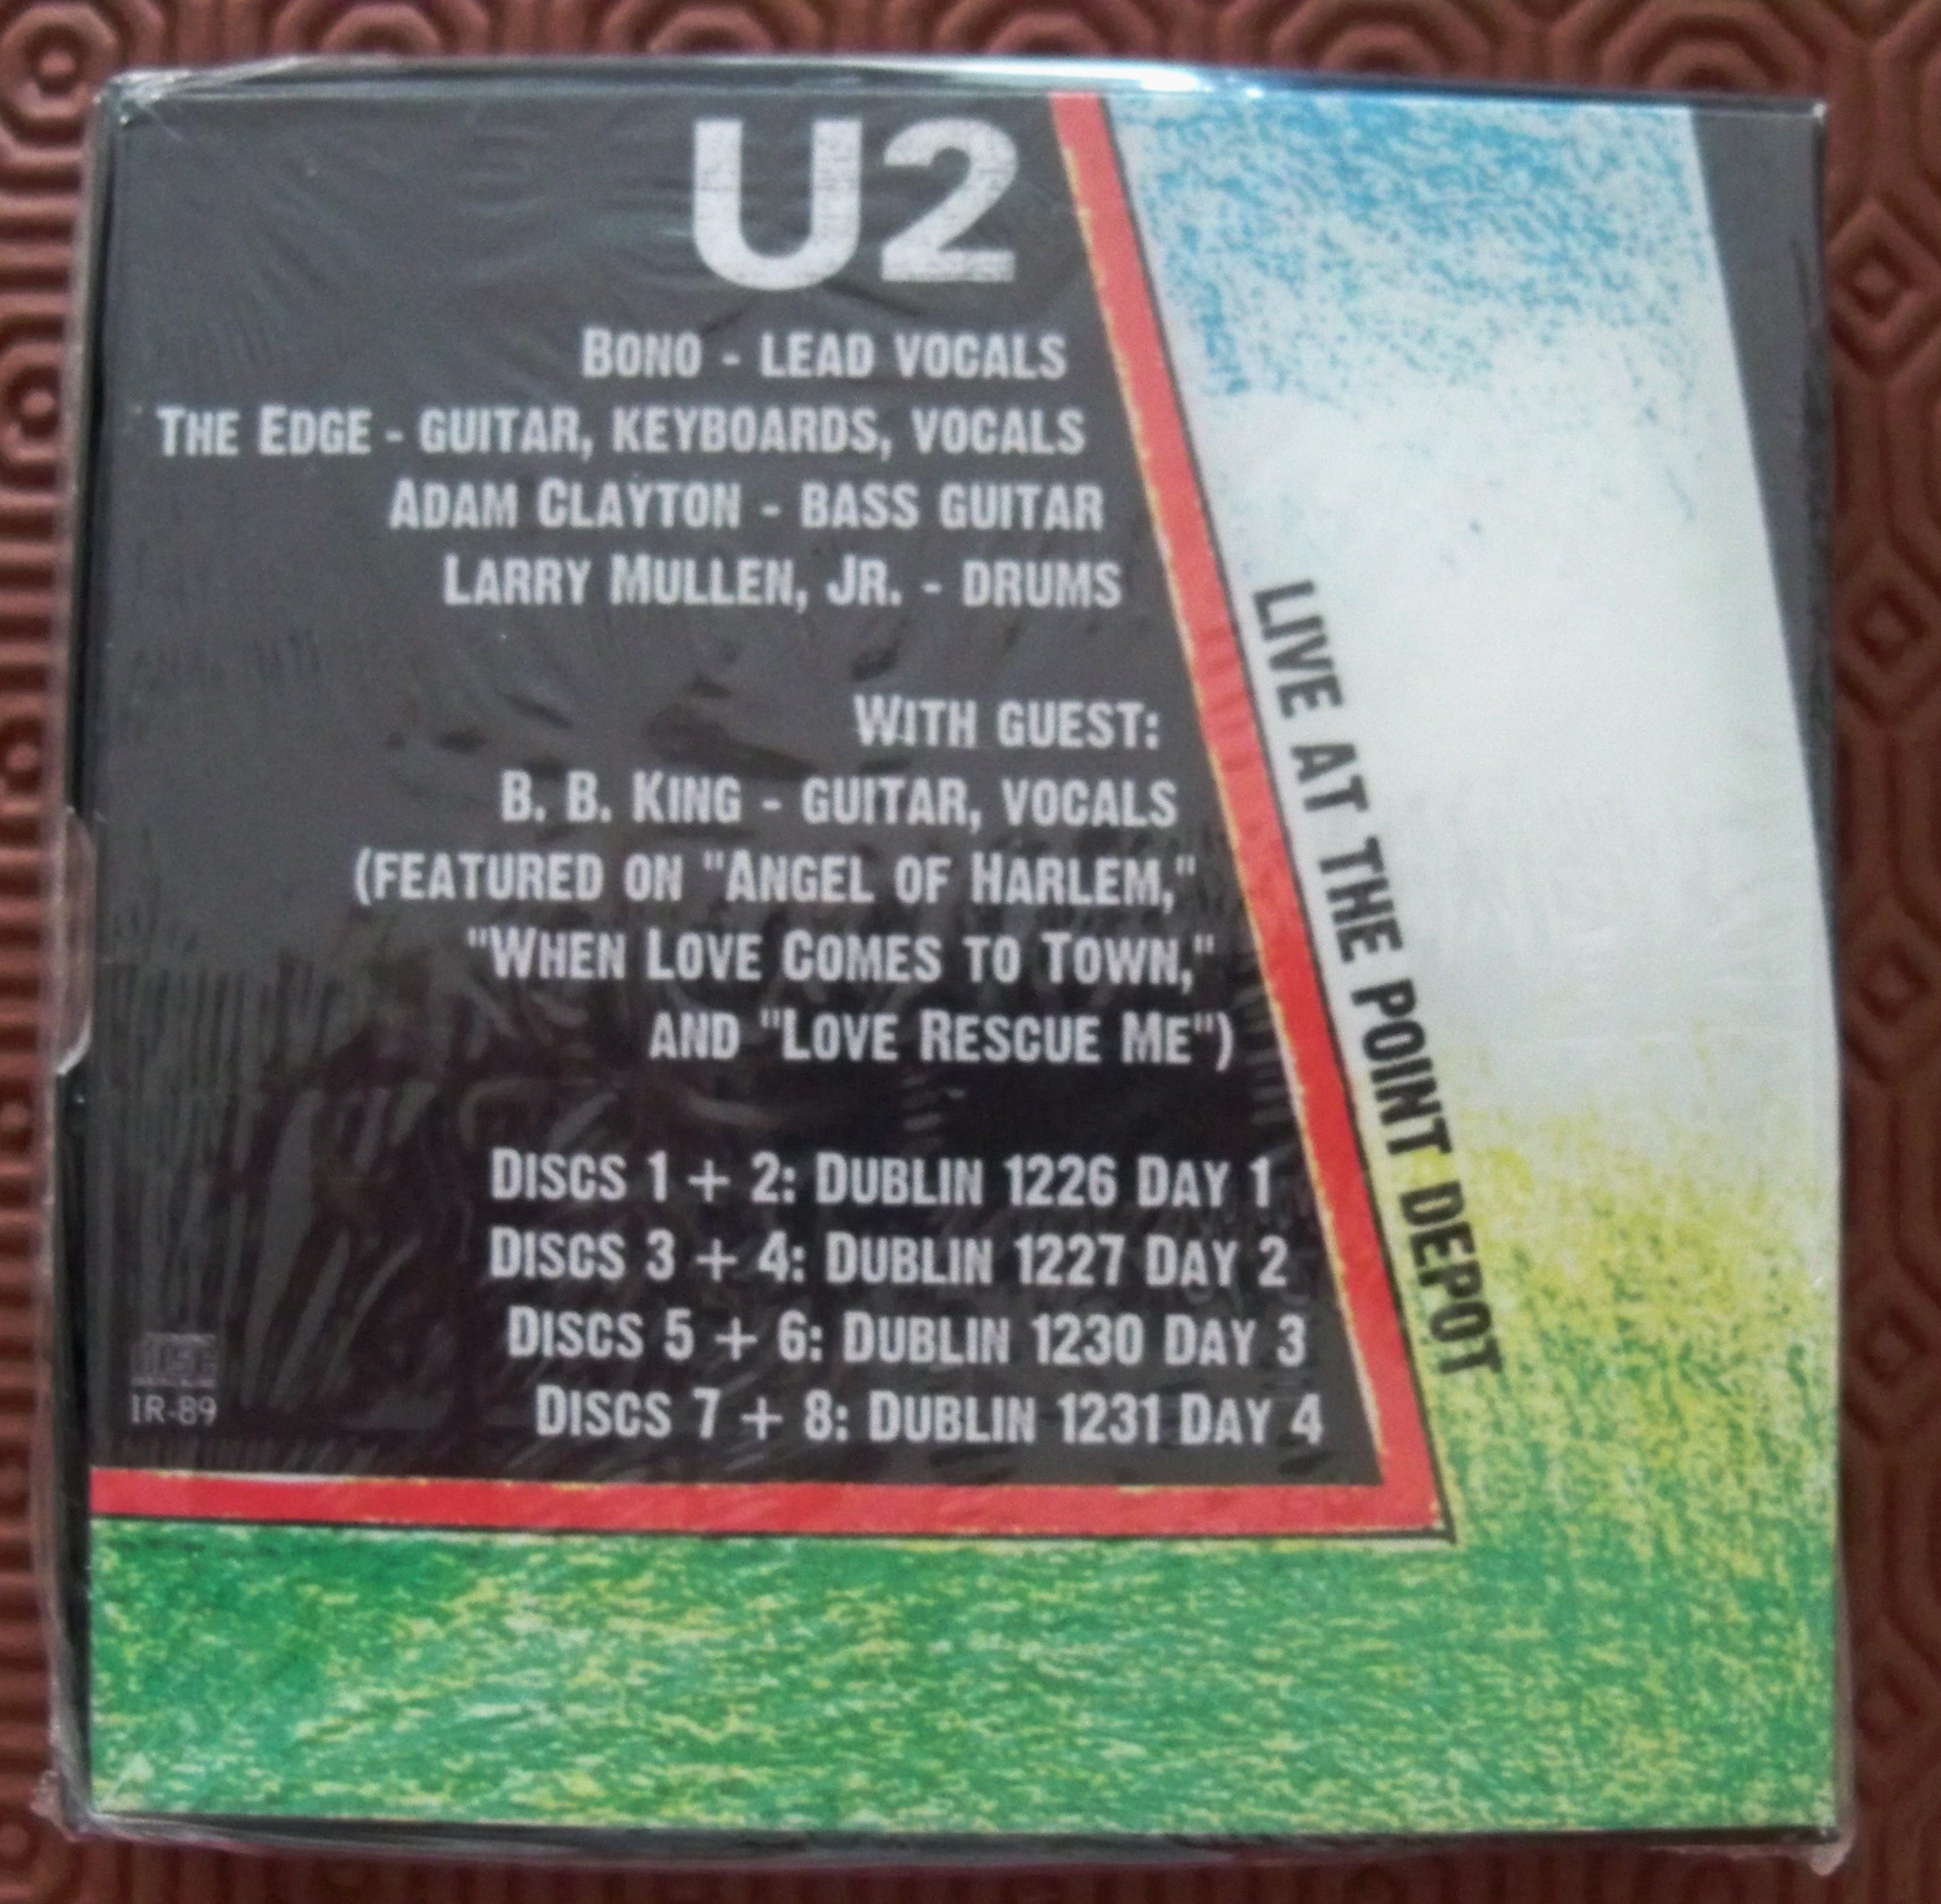 U2
BONO - LEAD VOCALS
THE EDGE - GUITAR, KEYBOARDS, VOCALS
ADAM CLAYTON - BASS GUITAR
LARRY MULLEN, JR. - DRUMS
WITH GUEST:
B. B. KING - GUITAR, VOCALS
(FEATURED ON "ANGEL OF HARLEM,"
"WHEN LOVE COMES TO TOWN,"
AND "LOVE RESCUE ME")
DISCS 1 + 2: DUBLIN 1226 DAY 1
DISCS 3 + 4: DUBLIN 1227 DAY 2
DISCS 5 + 6: DUBLIN 1230 DAY 3
DISCS 7 + 8: DUBLIN 1231 DAY 4
IR-89
LIVE AT THE POINT DEPOT